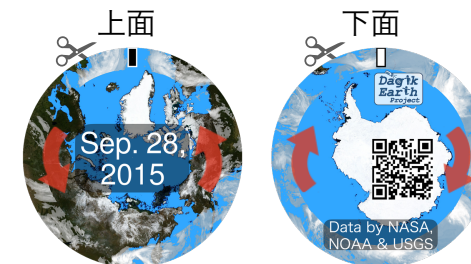 上面
下面
Sep. 28,
2015
Dagik
Earth
Project
Data by NASA,
NOAA & USGS